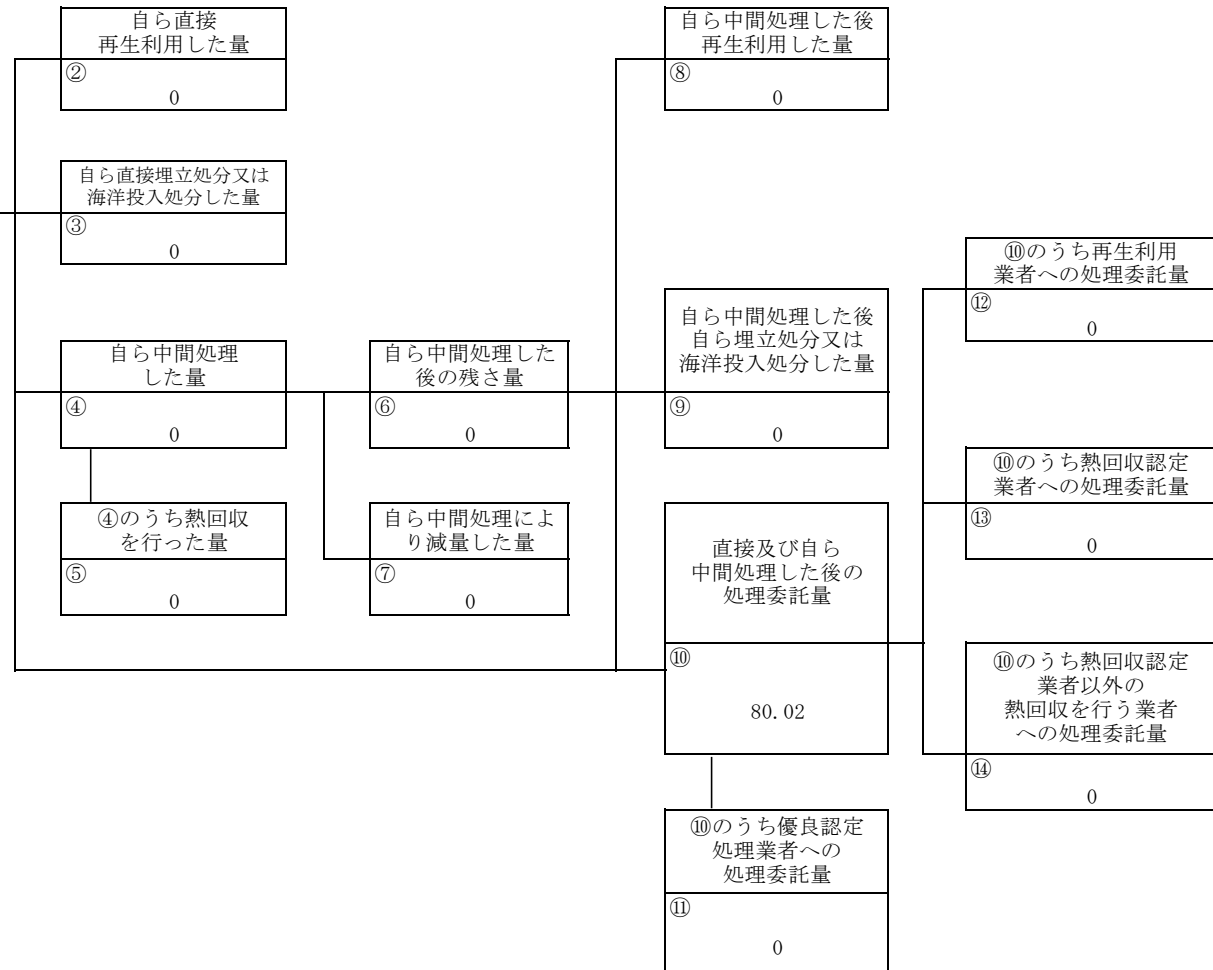 自ら直接
再生利用した量
②
0
自ら中間処理した後
再生利用した量
⑧
0
自ら直接埋立処分又は
海洋投入処分した量
③
0
⑩のうち再生利用
業者への処理委託量
⑫
0
自ら中間処理
した量
④
0
自ら中間処理した
後の残さ量
⑥
0
自ら中間処理した後
自ら埋立処分又は
海洋投入処分した量
⑨
0
⑩のうち熱回収認定
業者への処理委託量
⑬
0
④のうち熱回収
を行った量
⑤
0
自ら中間処理によ
り減量した量
⑦
0
直接及び自ら
中間処理した後の
処理委託量
⑩
80.02
⑩のうち熱回収認定
業者以外の
熱回収を行う業者
への処理委託量
⑭
0
⑩のうち優良認定
処理業者への
処理委託量
⑪
0